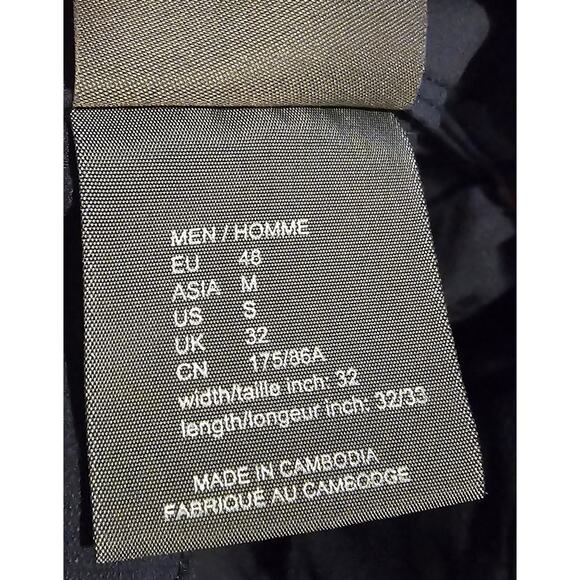 MEN / HOMME
EU 48
ASIA M
US S
UK 32
CN 175/86A
width/taille inch: 32
length/longeur inch: 32/33
MADE IN CAMBODIA
FABRIQUE AU CAMBODGE